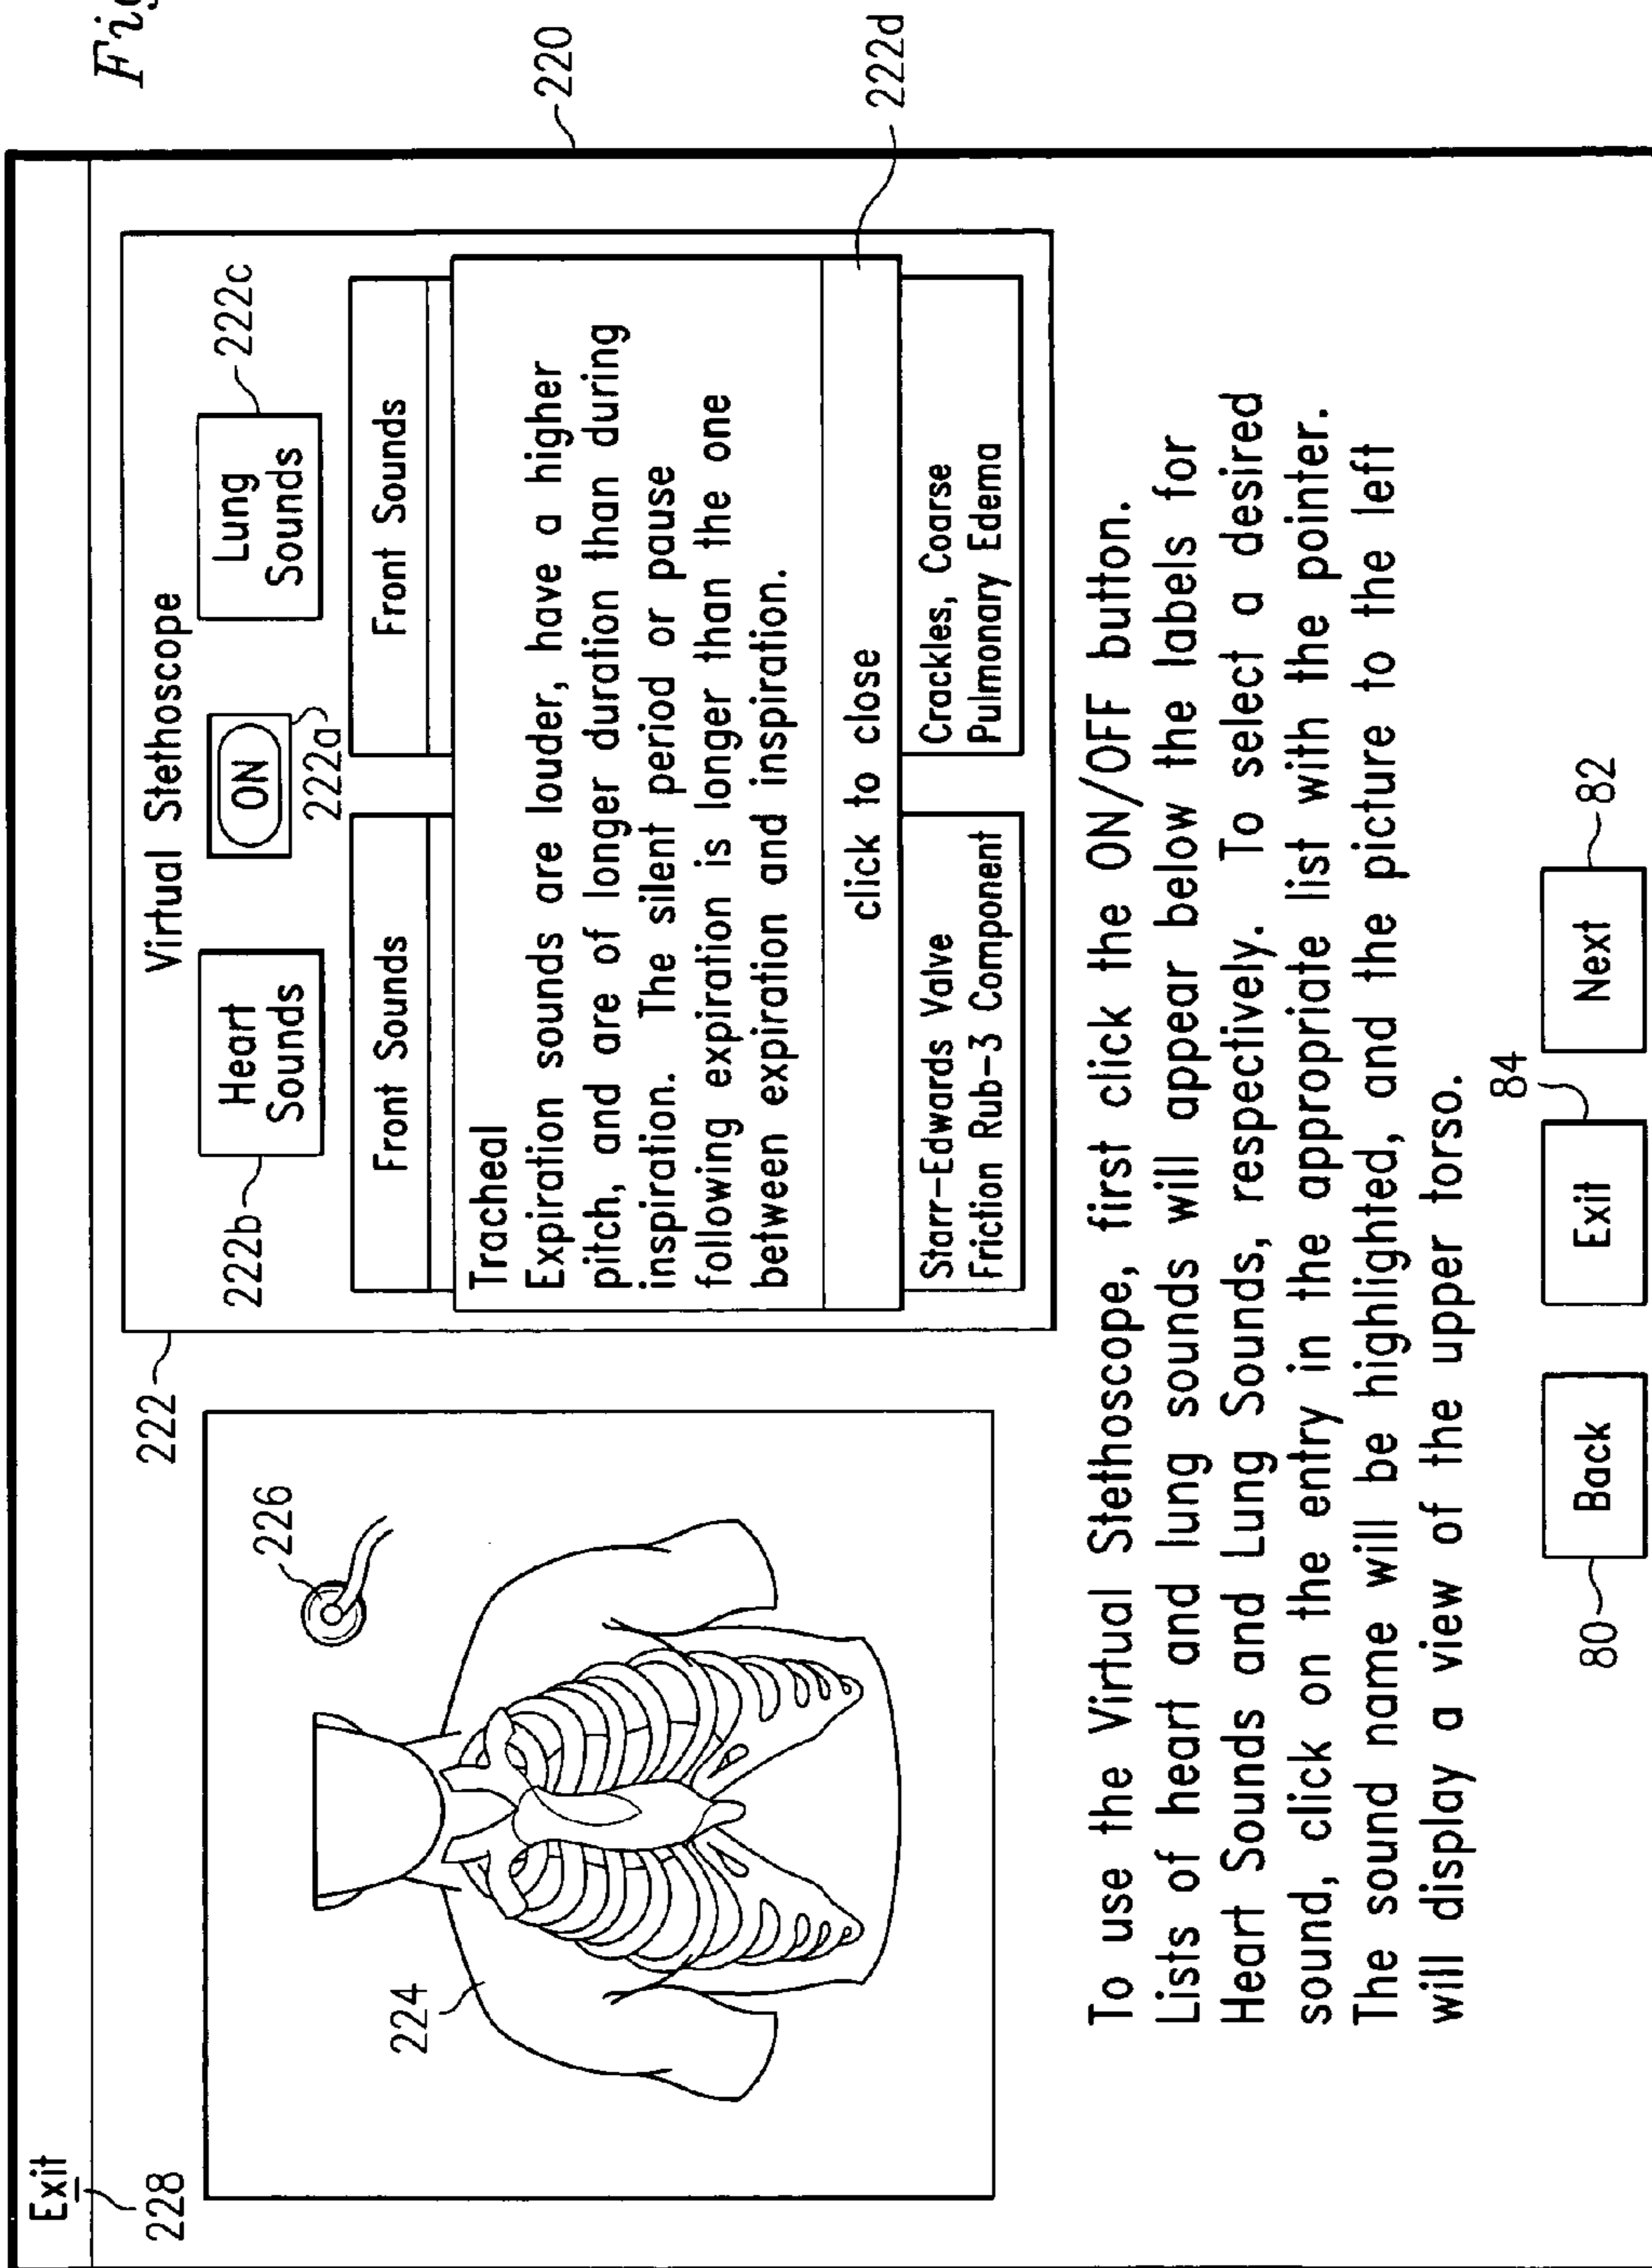 Fig
Exit
228
220
222
Virtual Stethoscope
222b
Heart
Sounds
ON
222a
Lung
Sounds
222c
Front Sounds
Front Sounds
Tracheal
Expiration sounds are louder, have a higher
pitch, and are of longer duration than during
inspiration. The silent period or pause
following expiration is longer than the one
between expiration and inspiration.
click to close
222d
Starr-Edwards Valve
Friction Rub-3 Component
Crackles, Coarse
Pulmonary Edema
226
224
To use the Virtual Stethoscope, first click the ON/OFF button.
Lists of heart and lung sounds will appear below the labels for
Heart Sounds and Lung Sounds, respectively. To select a desired
sound, click on the entry in the appropriate list with the pointer.
The sound name will be highlighted, and the picture to the left
will display a view of the upper torso.
80
Back
84
Exit
Next
82